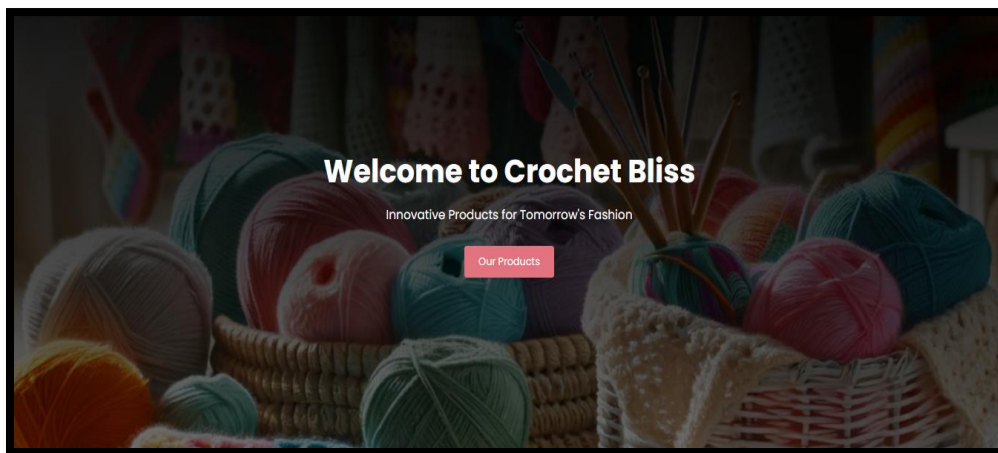 Welcome to Crochet Bliss
Innovative Products for Tomorrow's Fashion
Our Products